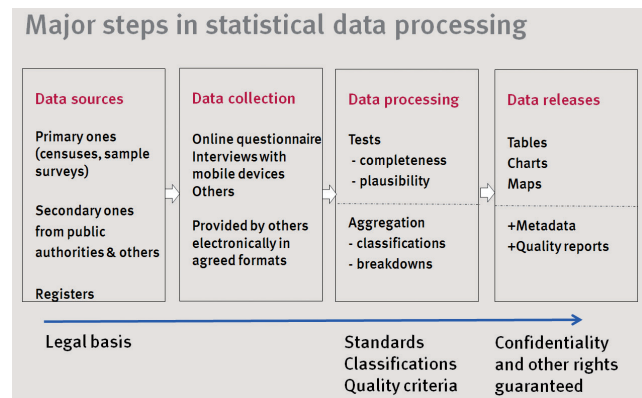 Major steps in statistical data processing
Data sources
Primary ones
(censuses, sample
surveys)
Secondary ones
from public
authorities & others
Registers
Data collection
Online questionnaire
Interviews with
mobile devices
Others
Provided by others
electronically in
agreed formats
Data processing
Tests
- completeness
- plausibility
Aggregation
- classifications
- breakdowns
Data releases
Tables
Charts
Maps
+Metadata
+Quality reports
Legal basis
Standards
Classifications
Quality criteria
Confidentiality
and other rights
guaranteed